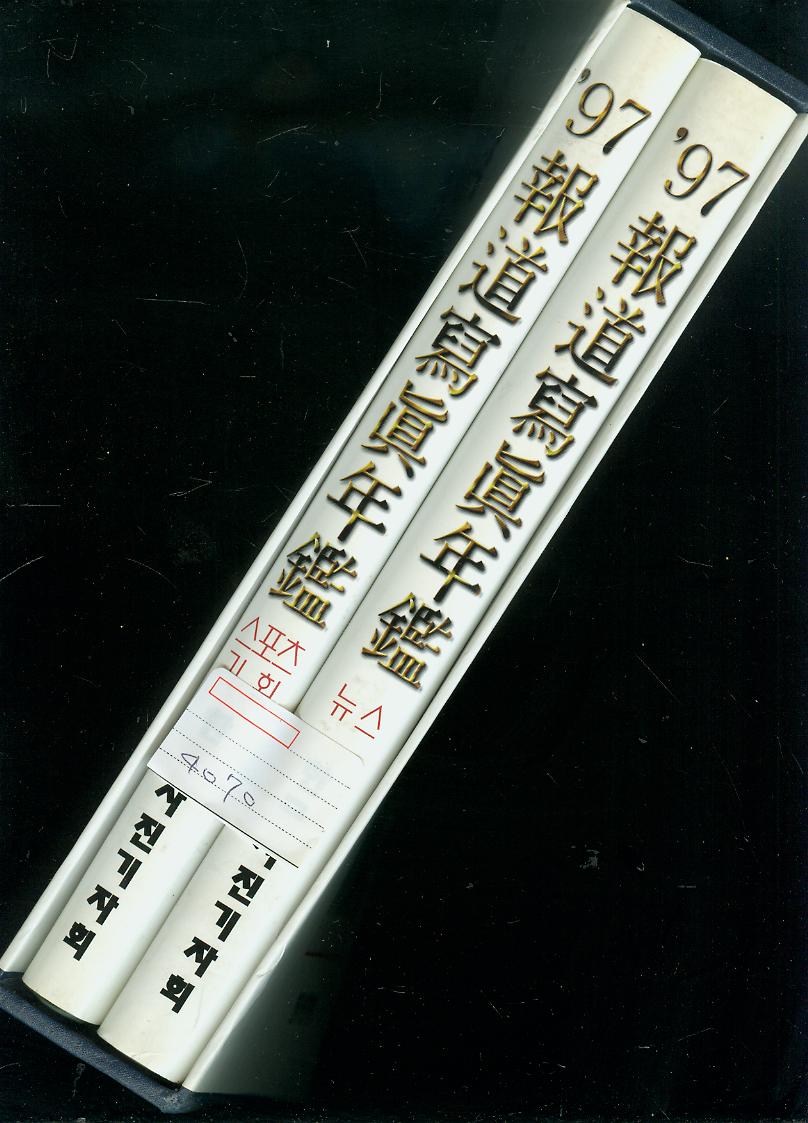 '97 報道寫眞年鑑
스포츠
기획
사진기자회
'97 報道寫眞年鑑
뉴스
진기자회
4070